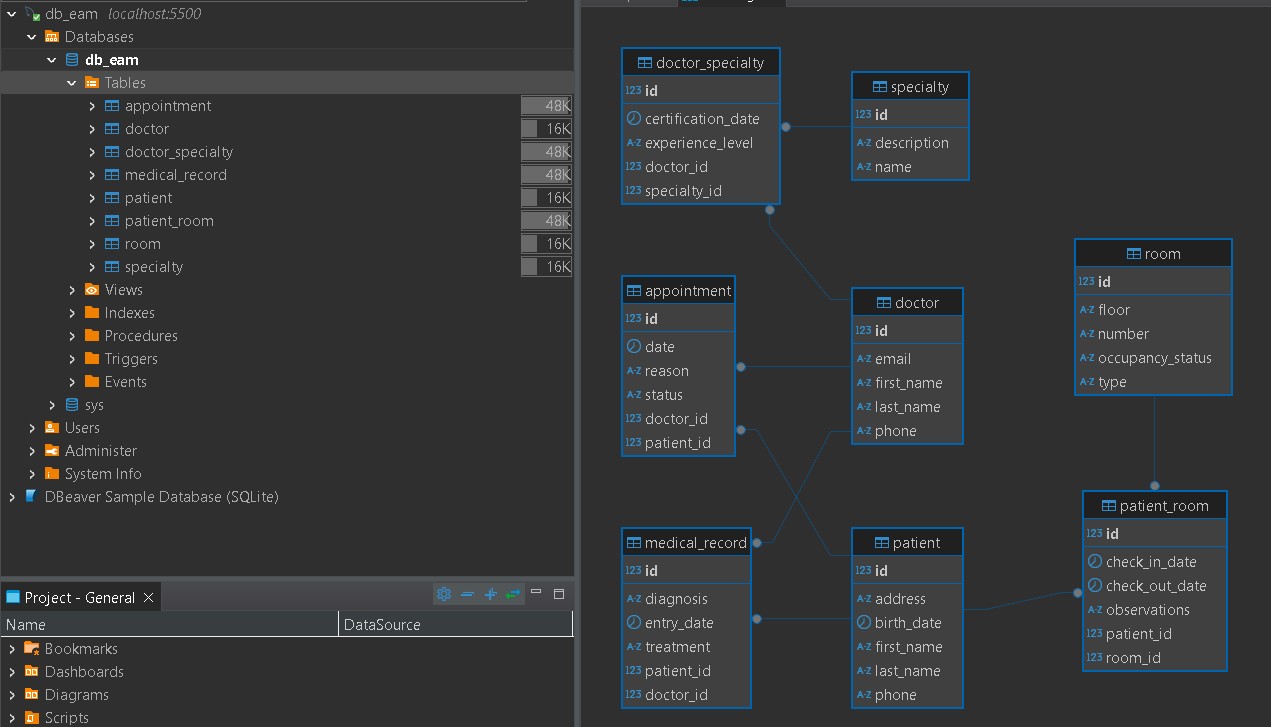 db_eam localhost:5500
Databases
db_eam
Tables
appointment 48K
doctor 16K
doctor_specialty 48K
medical_record 48K
patient 16K
patient_room 48K
room 16K
specialty 16K
Views
Indexes
Procedures
Triggers
Events
sys
Users
Administer
System Info
DBeaver Sample Database (SQLite)
Project - General
Name DataSource
Bookmarks
Dashboards
Diagrams
Scripts
doctor_specialty
123 id
certification_date
A-Z experience_level
123 doctor_id
123 specialty_id
specialty
123 id
A-Z description
A-Z name
appointment
123 id
date
A-Z reason
A-Z status
123 doctor_id
123 patient_id
doctor
123 id
A-Z email
A-Z first_name
A-Z last_name
A-Z phone
room
123 id
A-Z floor
A-Z number
A-Z occupancy_status
A-Z type
medical_record
123 id
A-Z diagnosis
entry_date
A-Z treatment
123 patient_id
123 doctor_id
patient
123 id
A-Z address
birth_date
A-Z first_name
A-Z last_name
A-Z phone
patient_room
123 id
check_in_date
check_out_date
A-Z observations
123 patient_id
123 room_id